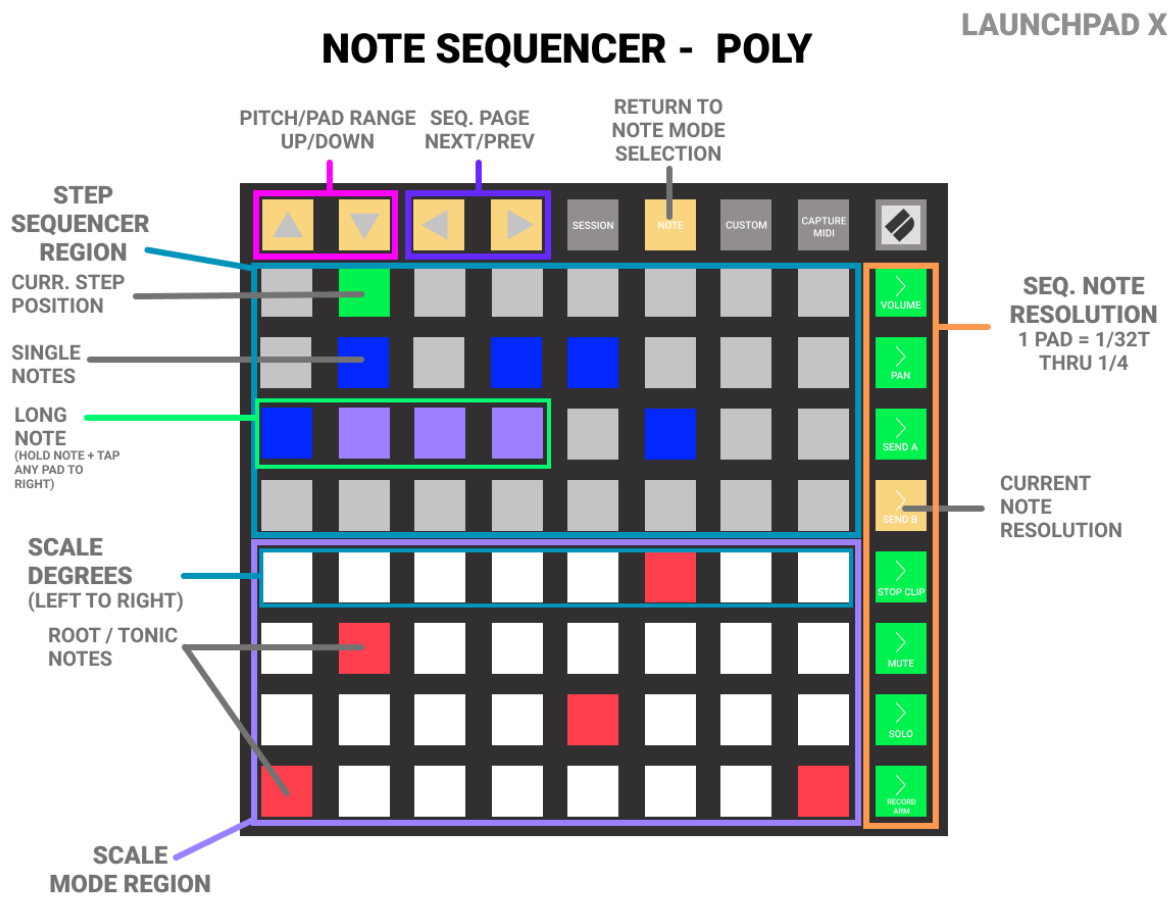 LAUNCHPAD X
NOTE SEQUENCER - POLY
PITCH/PAD RANGE
UP/DOWN
SEQ. PAGE
NEXT/PREV
RETURN TO
NOTE MODE
SELECTION
STEP
SEQUENCER
REGION
SESSION
NOTE
CUSTOM
CAPTURE
MIDI
CURR. STEP
POSITION
VOLUME
SEQ. NOTE
RESOLUTION
1 PAD = 1/32T
THRU 1/4
SINGLE
NOTES
PAN
LONG
NOTE
(HOLD NOTE + TAP
ANY PAD TO
RIGHT)
SEND A
SEND B
CURRENT
NOTE
RESOLUTION
SCALE
DEGREES
(LEFT TO RIGHT)
STOP CLIP
ROOT / TONIC
NOTES
MUTE
SOLO
RECORD
ARM
SCALE
MODE REGION